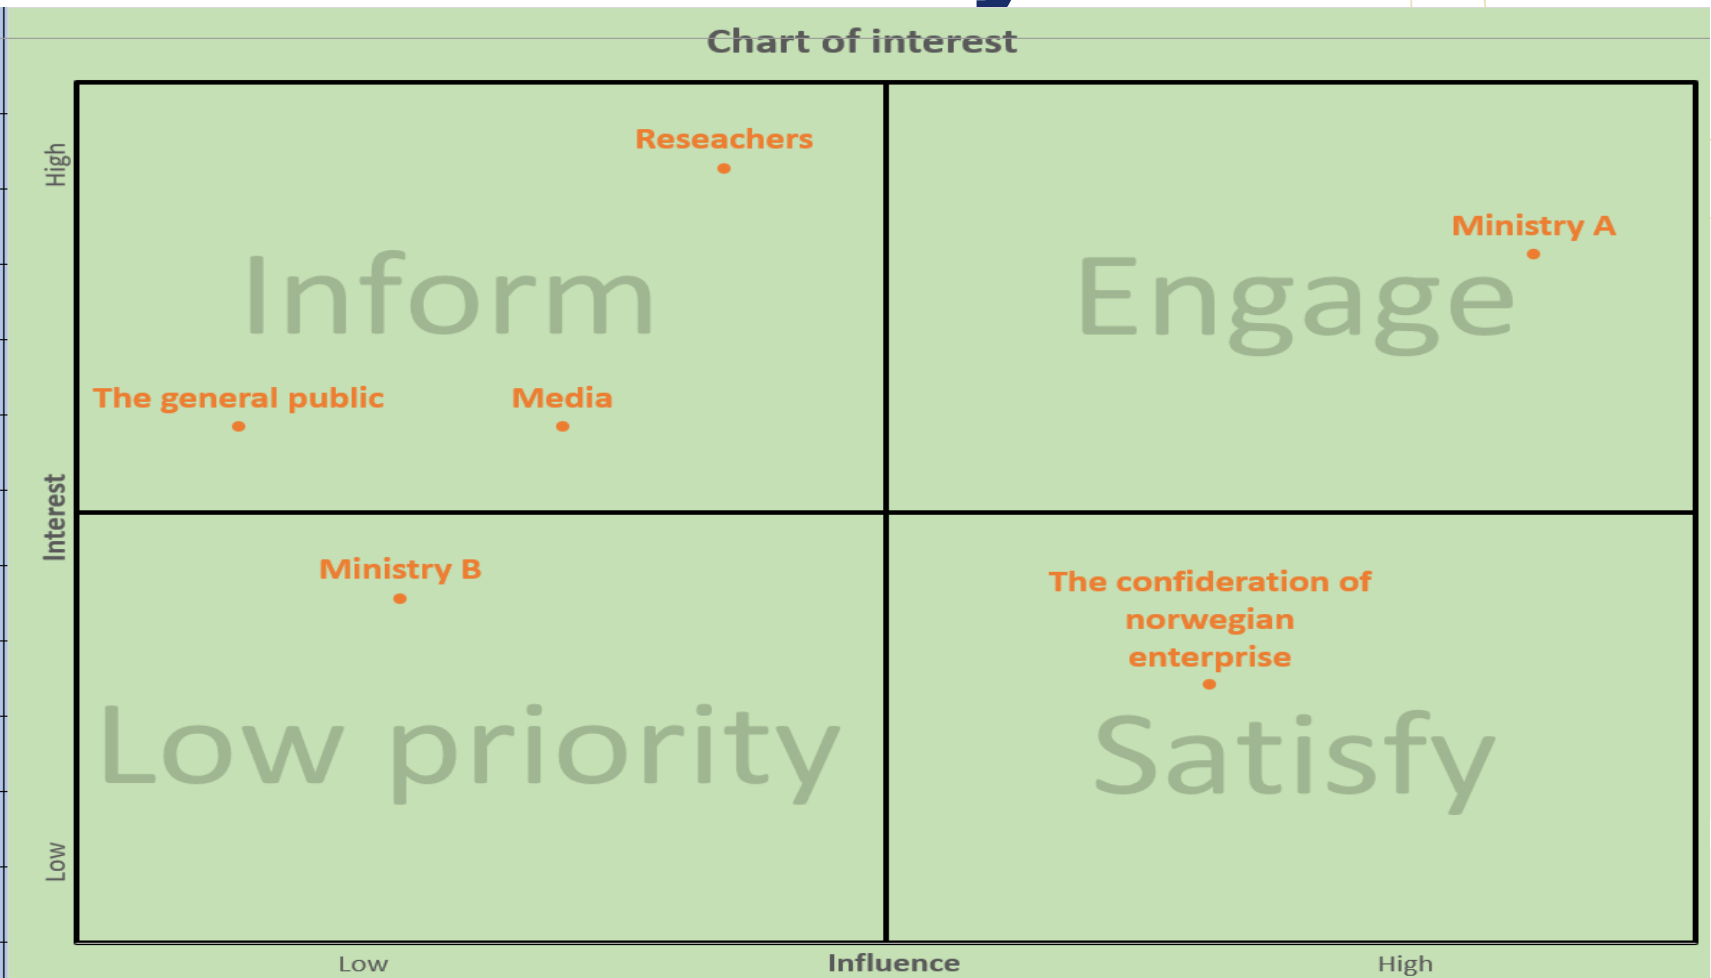 Chart of interest
High
Reseachers
Ministry A
Inform
Engage
The general public
Media
Interest
Ministry B
The confideration of
norwegian
enterprise
Low priority
Satisfy
Low
Low
Influence
High